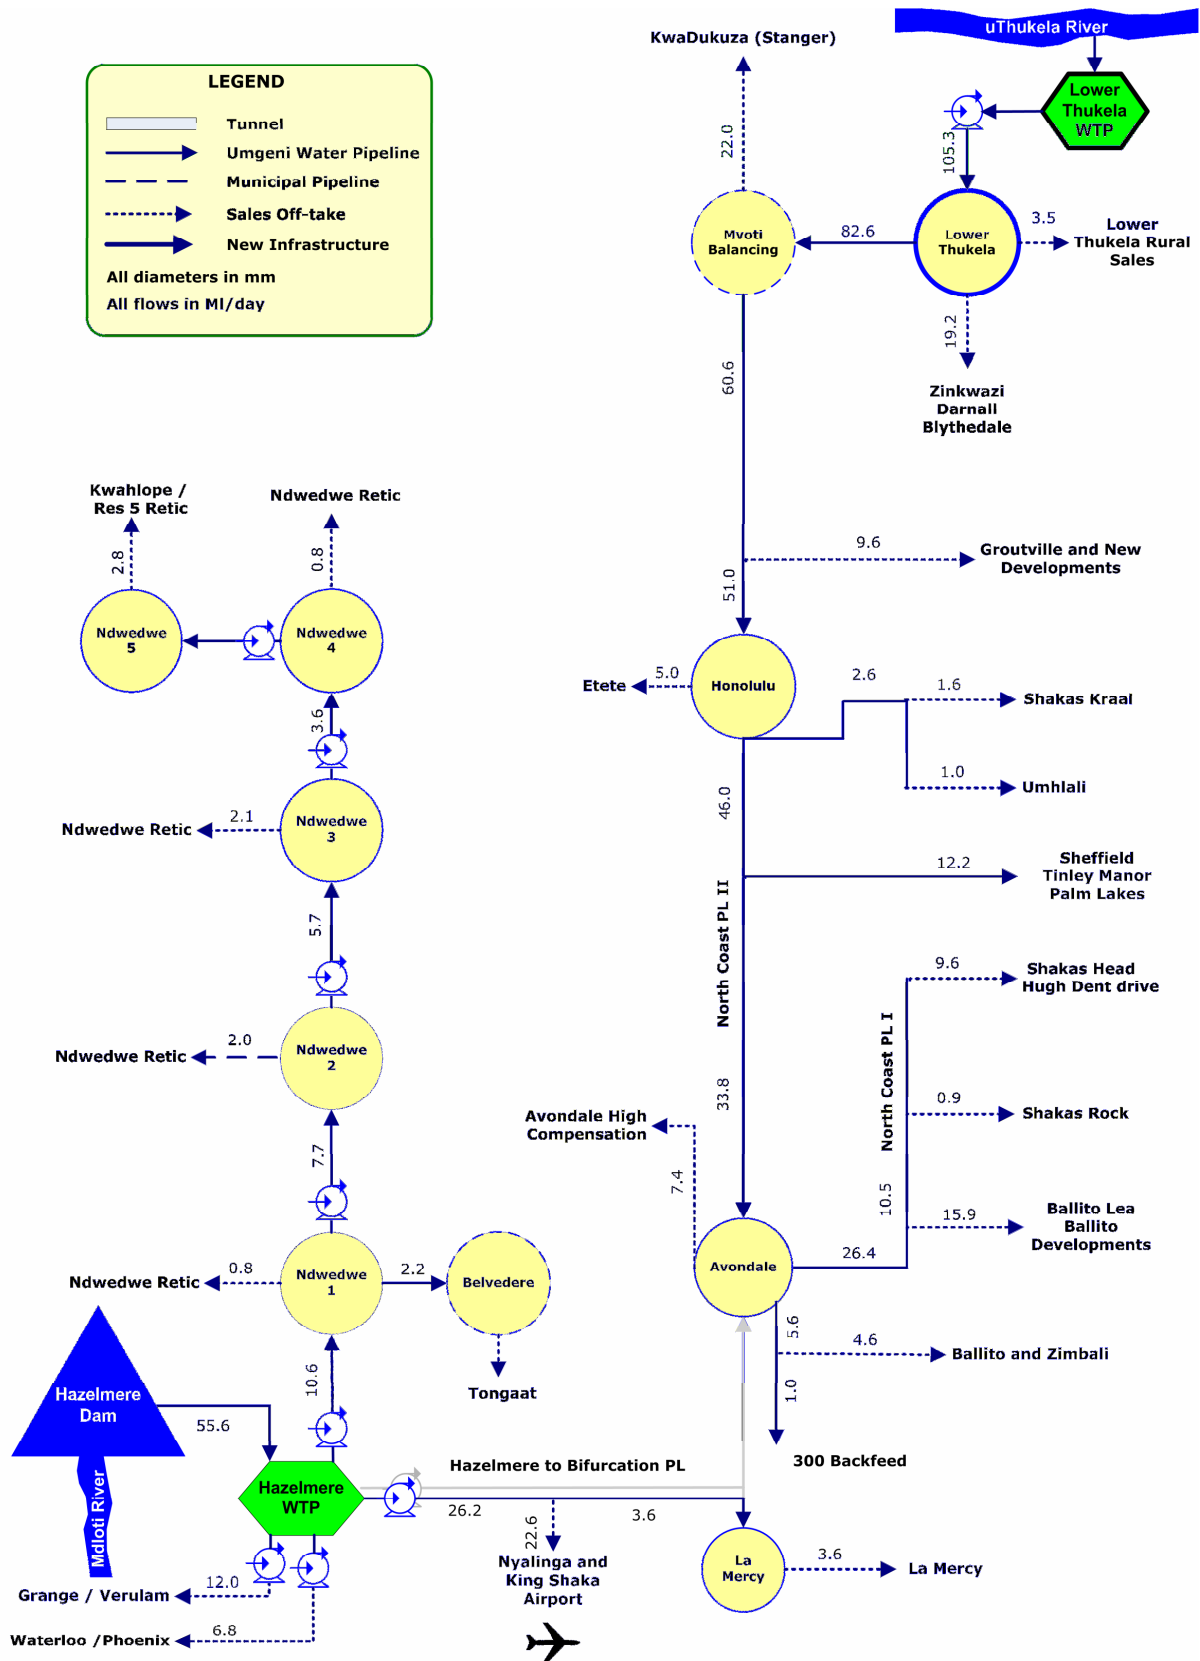 KwaDukuza (Stanger)
uThukela River
Lower
Thukela
WTP
LEGEND
Tunnel
Umgeni Water Pipeline
Municipal Pipeline
Sales Off-take
New Infrastructure
All diameters in mm
All flows in Ml/day
22.0
105.3
Mvoti
Balancing
82.6
Lower
Thukela
3.5
Lower
Thukela Rural
Sales
19.2
Zinkwazi
Darnall
Blythedale
60.6
9.6
Groutville and New
Developments
51.0
Kwahlope /
Res 5 Retic
Ndwedwe Retic
2.8
0.8
Ndwedwe
5
Ndwedwe
4
3.6
Etete
5.0
Honolulu
2.6
1.6
Shakas Kraal
1.0
Umhlali
46.0
Ndwedwe Retic
2.1
Ndwedwe
3
12.2
Sheffield
Tinley Manor
Palm Lakes
North Coast PL II
5.7
9.6
Shakas Head
Hugh Dent drive
North Coast PL I
Ndwedwe Retic
2.0
Ndwedwe
2
33.8
0.9
Shakas Rock
Avondale High
Compensation
7.4
7.7
10.5
15.9
Ballito Lea
Ballito
Developments
Ndwedwe Retic
0.8
Ndwedwe
1
2.2
Belvedere
Avondale
26.4
5.6
4.6
Ballito and Zimbali
1.0
Tongaat
10.6
Hazelmere
Dam
55.6
Mdloti River
300 Backfeed
Hazelmere to Bifurcation PL
Hazelmere
WTP
26.2
3.6
22.6
Nyalinga and
King Shaka
Airport
La
Mercy
3.6
La Mercy
Grange / Verulam
12.0
Waterloo /Phoenix
6.8